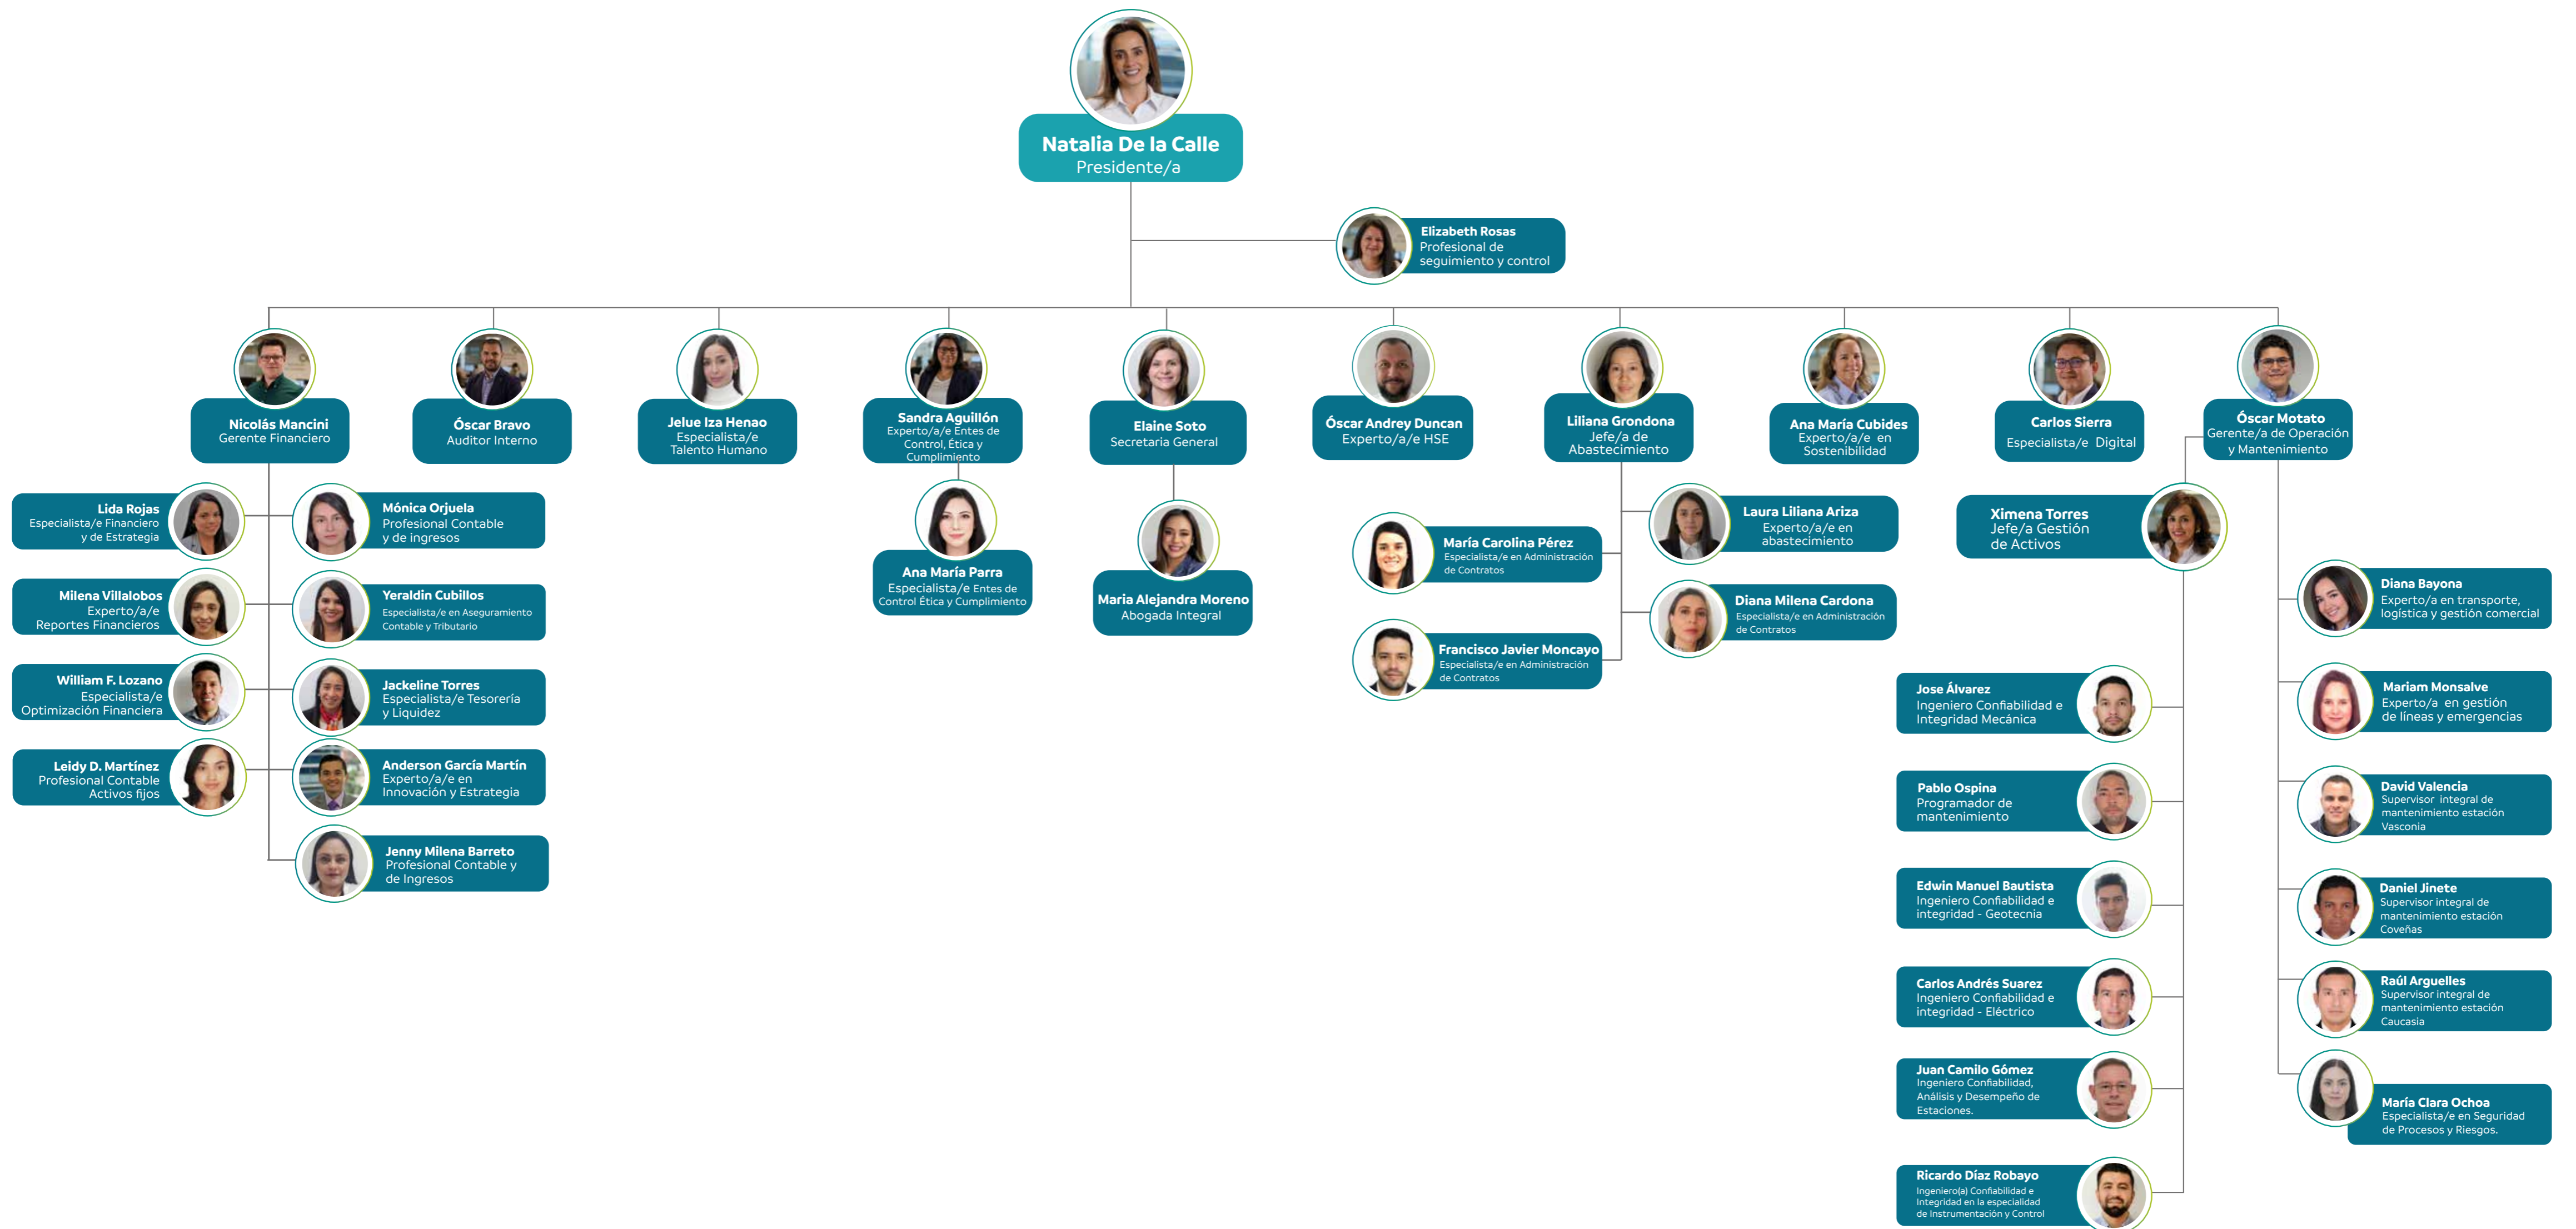 Natalia De la Calle
Presidente/a
Elizabeth Rosas
Profesional de
seguimiento y control
Nicolás Mancini
Gerente Financiero
Óscar Bravo
Auditor Interno
Jelue Iza Henao
Especialista/e
Talento Humano
Sandra Aguillón
Experto/a/e Entes de
Control, Ética y
Cumplimiento
Elaine Soto
Secretaria General
Óscar Andrey Duncan
Experto/a/e HSE
Liliana Grondona
Jefe/a de
Abastecimiento
Ana María Cubides
Experto/a/e en
Sostenibilidad
Carlos Sierra
Especialista/e Digital
Óscar Motato
Gerente/a de Operación
y Mantenimiento
Lida Rojas
Especialista/e Financiero
y de Estrategia
Mónica Orjuela
Profesional Contable
y de ingresos
Milena Villalobos
Experto/a/e
Reportes Financieros
Yeraldin Cubillos
Especialista/e en Aseguramiento
Contable y Tributario
William F. Lozano
Especialista/e
Optimización Financiera
Jackeline Torres
Especialista/e Tesorería
y Liquidez
Leidy D. Martínez
Profesional Contable
Activos fijos
Anderson García Martín
Experto/a/e en
Innovación y Estrategia
Jenny Milena Barreto
Profesional Contable y
de Ingresos
Ana María Parra
Especialista/e Entes de
Control Ética y Cumplimiento
Maria Alejandra Moreno
Abogada Integral
María Carolina Pérez
Especialista/e en Administración
de Contratos
Laura Liliana Ariza
Experto/a/e en
abastecimiento
Francisco Javier Moncayo
Especialista/e en Administración
de Contratos
Diana Milena Cardona
Especialista/e en Administración
de Contratos
Ximena Torres
Jefe/a Gestión
de Activos
Jose Álvarez
Ingeniero Confiabilidad e
Integridad Mecánica
Pablo Ospina
Programador de
mantenimiento
Edwin Manuel Bautista
Ingeniero Confiabilidad e
integridad - Geotecnia
Carlos Andrés Suarez
Ingeniero Confiabilidad e
integridad - Eléctrico
Juan Camilo Gómez
Ingeniero Confiabilidad,
Análisis y Desempeño de
Estaciones.
Ricardo Díaz Robayo
Ingeniero(a) Confiabilidad e
Integridad en la especialidad
de Instrumentación y Control
Diana Bayona
Experto/a en transporte,
logística y gestión comercial
Mariam Monsalve
Experto/a en gestión
de líneas y emergencias
David Valencia
Supervisor integral de
mantenimiento estación
Vasconia
Daniel Jinete
Supervisor integral de
mantenimiento estación
Coveñas
Raúl Arguelles
Supervisor integral de
mantenimiento estación
Caucasia
María Clara Ochoa
Especialista/e en Seguridad
de Procesos y Riesgos.